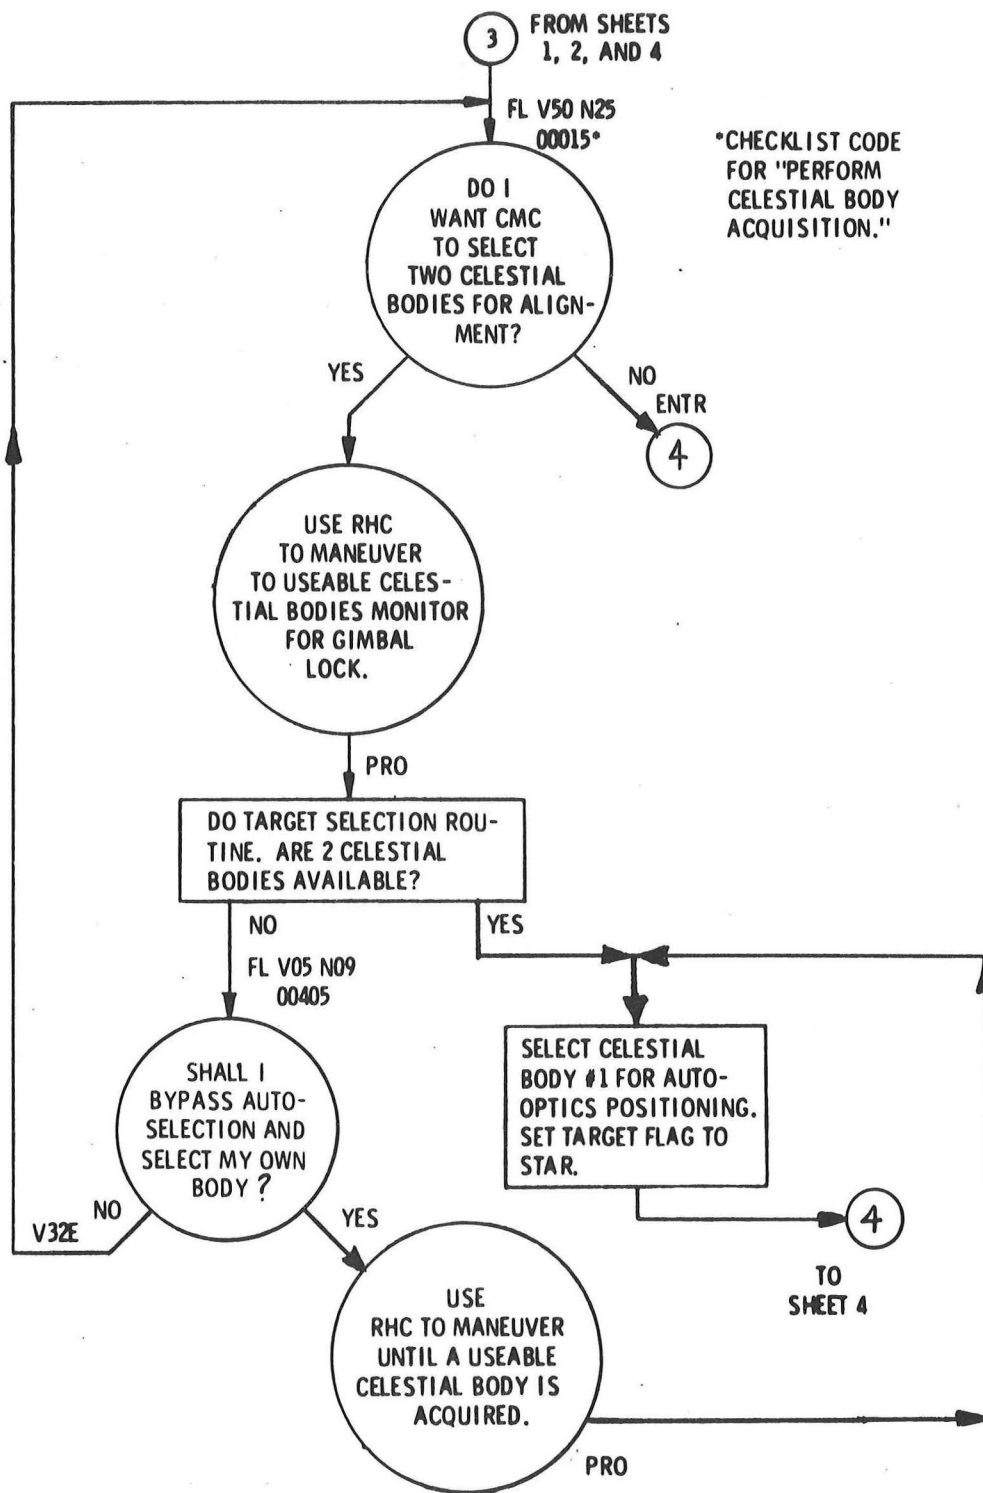 3
FROM SHEETS
1, 2, AND 4
FL V50 N25
00015*
*CHECKLIST CODE
FOR "PERFORM
CELESTIAL BODY
ACQUISITION."
DO I
WANT CMC
TO SELECT
TWO CELESTIAL
BODIES FOR ALIGN-
MENT?
YES
NO
ENTR
4
USE RHC
TO MANEUVER
TO USEABLE CELES-
TIAL BODIES MONITOR
FOR GIMBAL
LOCK.
PRO
DO TARGET SELECTION ROU-
TINE. ARE 2 CELESTIAL
BODIES AVAILABLE?
NO
YES
FL V05 N09
00405
SHALL I
BYPASS AUTO-
SELECTION AND
SELECT MY OWN
BODY?
SELECT CELESTIAL
BODY #1 FOR AUTO-
OPTICS POSITIONING.
SET TARGET FLAG TO
STAR.
NO
V32E
YES
4
TO
SHEET 4
USE
RHC TO MANEUVER
UNTIL A USEABLE
CELESTIAL BODY IS
ACQUIRED.
PRO